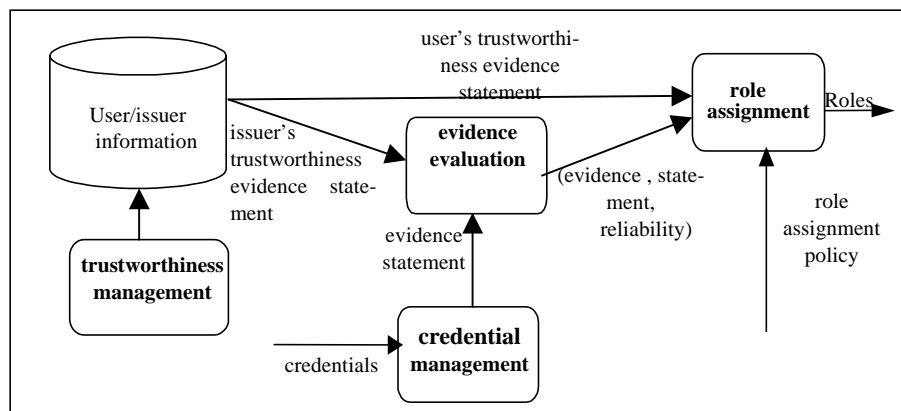 user's trustworthi-
ness evidence
statement
User/issuer
information
role
assignment
Roles
issuer's
trustworthiness
evidence state-
ment
evidence
evaluation
(evidence , state-
ment,
reliability)
role
assignment
policy
evidence
statement
trustworthiness
management
credential
management
credentials